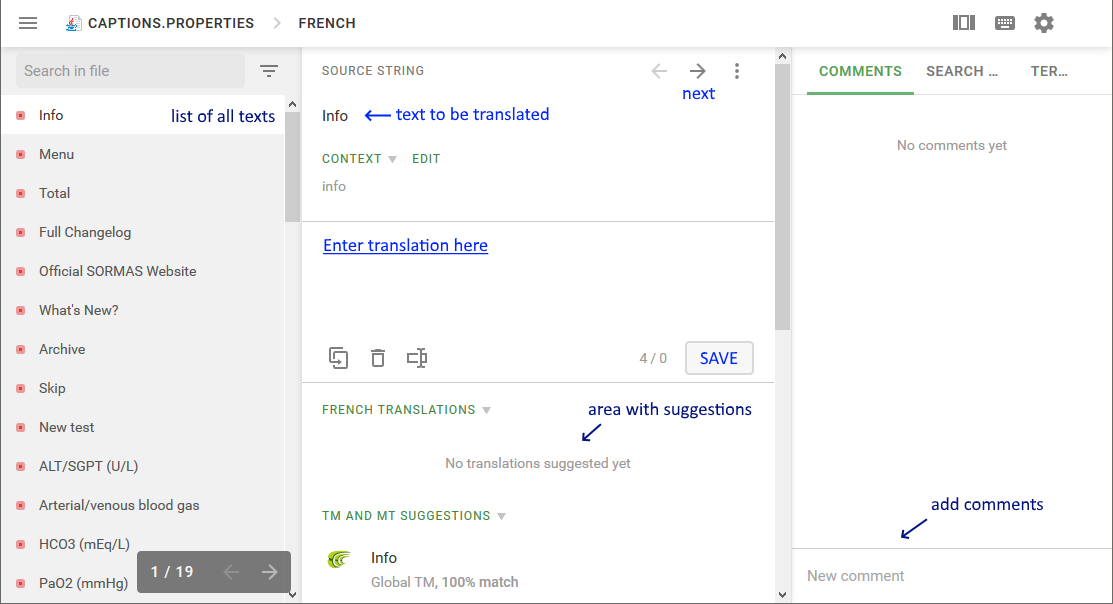 CAPTIONS.PROPERTIES > FRENCH
Search in file
Info
list of all texts
Menu
Total
Full Changelog
Official SORMAS Website
What's New?
Archive
Skip
New test
ALT/SGPT (U/L)
Arterial/venous blood gas
HCO3 (mEq/L)
PaO2 (mmHg)
1 / 19
SOURCE STRING
next
Info
text to be translated
CONTEXT EDIT
info
Enter translation here
4 / 0
SAVE
FRENCH TRANSLATIONS
area with suggestions
No translations suggested yet
TM AND MT SUGGESTIONS
Info
Global TM, 100% match
COMMENTS SEARCH ... TER...
No comments yet
add comments
New comment